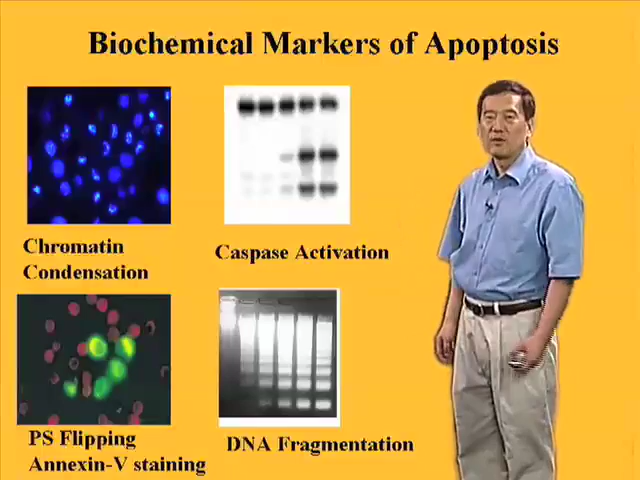 Biochemical Markers of Apoptosis
Chromatin
Condensation
Caspase Activation
PS Flipping
Annexin-V staining
DNA Fragmentation